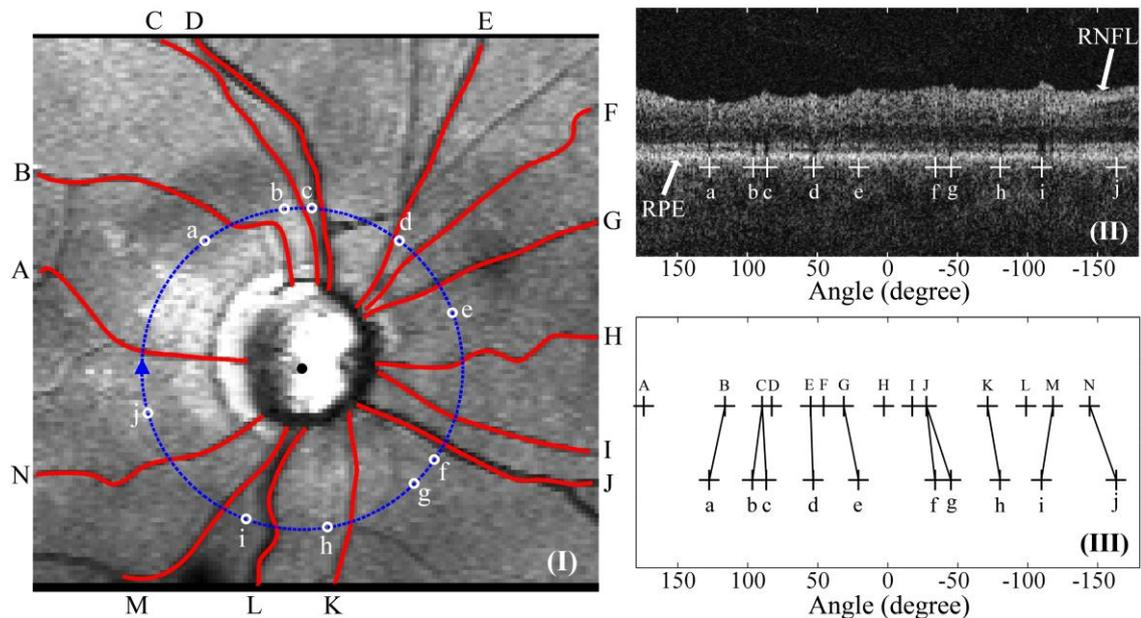 C D E
F
B
b c
a d
G
A
e
H
j
f
I
N
g
J
i h
(I)
M L K
RNFL
a b c d e f g h i j
RPE
(II)
150 100 50 0 -50 -100 -150
Angle (degree)
A B C D E F G H I J K L M N
a b c d e f g h i j
(III)
150 100 50 0 -50 -100 -150
Angle (degree)